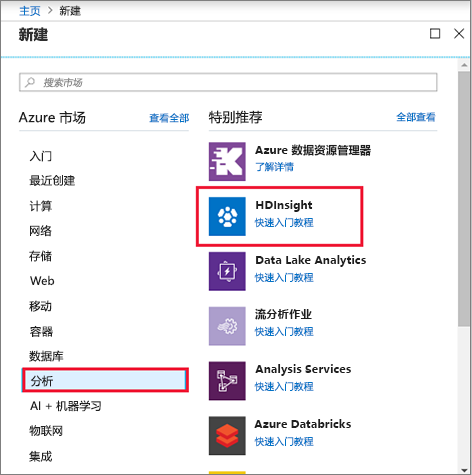 主页 > 新建
新建
搜索市场
Azure 市场
查看全部
入门
最近创建
计算
网络
存储
Web
移动
容器
数据库
分析
AI + 机器学习
物联网
集成
特别推荐
全部查看
Azure 数据资源管理器
了解详情
HDInsight
快速入门教程
Data Lake Analytics
快速入门教程
流分析作业
快速入门教程
Analysis Services
快速入门教程
Azure Databricks
快速入门教程